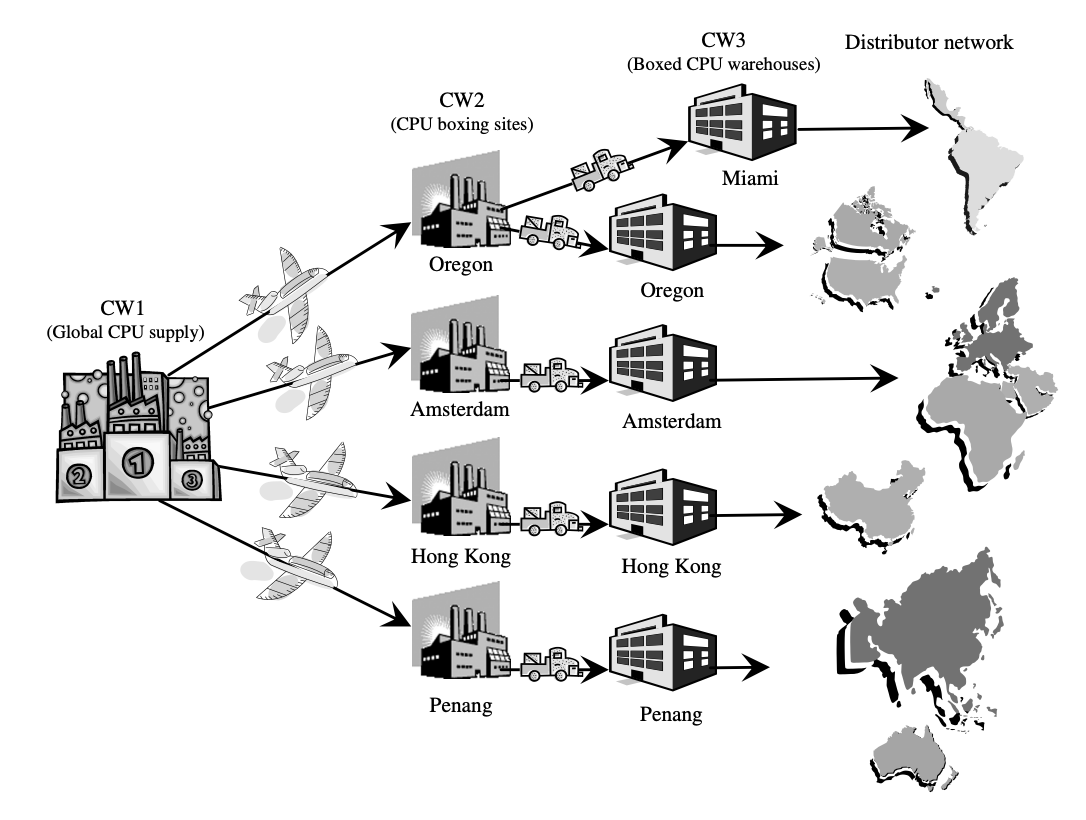 CW3
(Boxed CPU warehouses)
Distributor network
CW2
(CPU boxing sites)
Miami
Oregon
Oregon
CW1
(Global CPU supply)
Amsterdam
Amsterdam
2
1
3
Hong Kong
Hong Kong
Penang
Penang